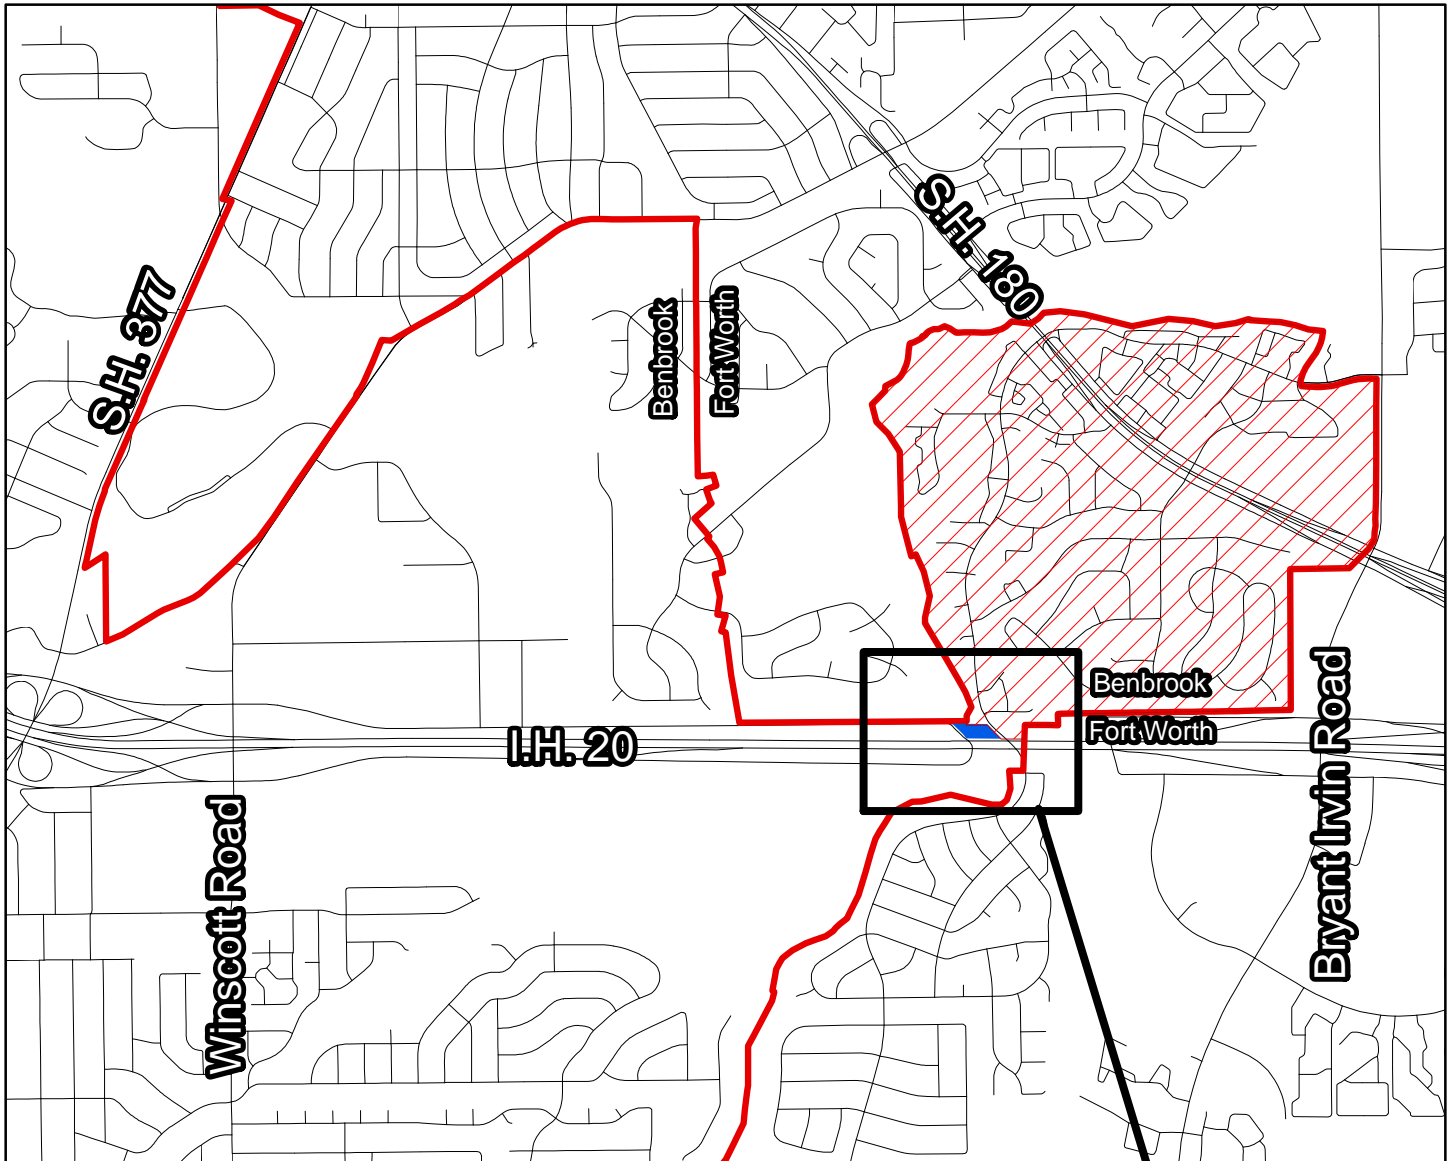 S.H. 180
S.H. 377
Benbrook
Fort Worth
Benbrook
Fort Worth
I.H. 20
Bryant Irvin Road
Winscott Road